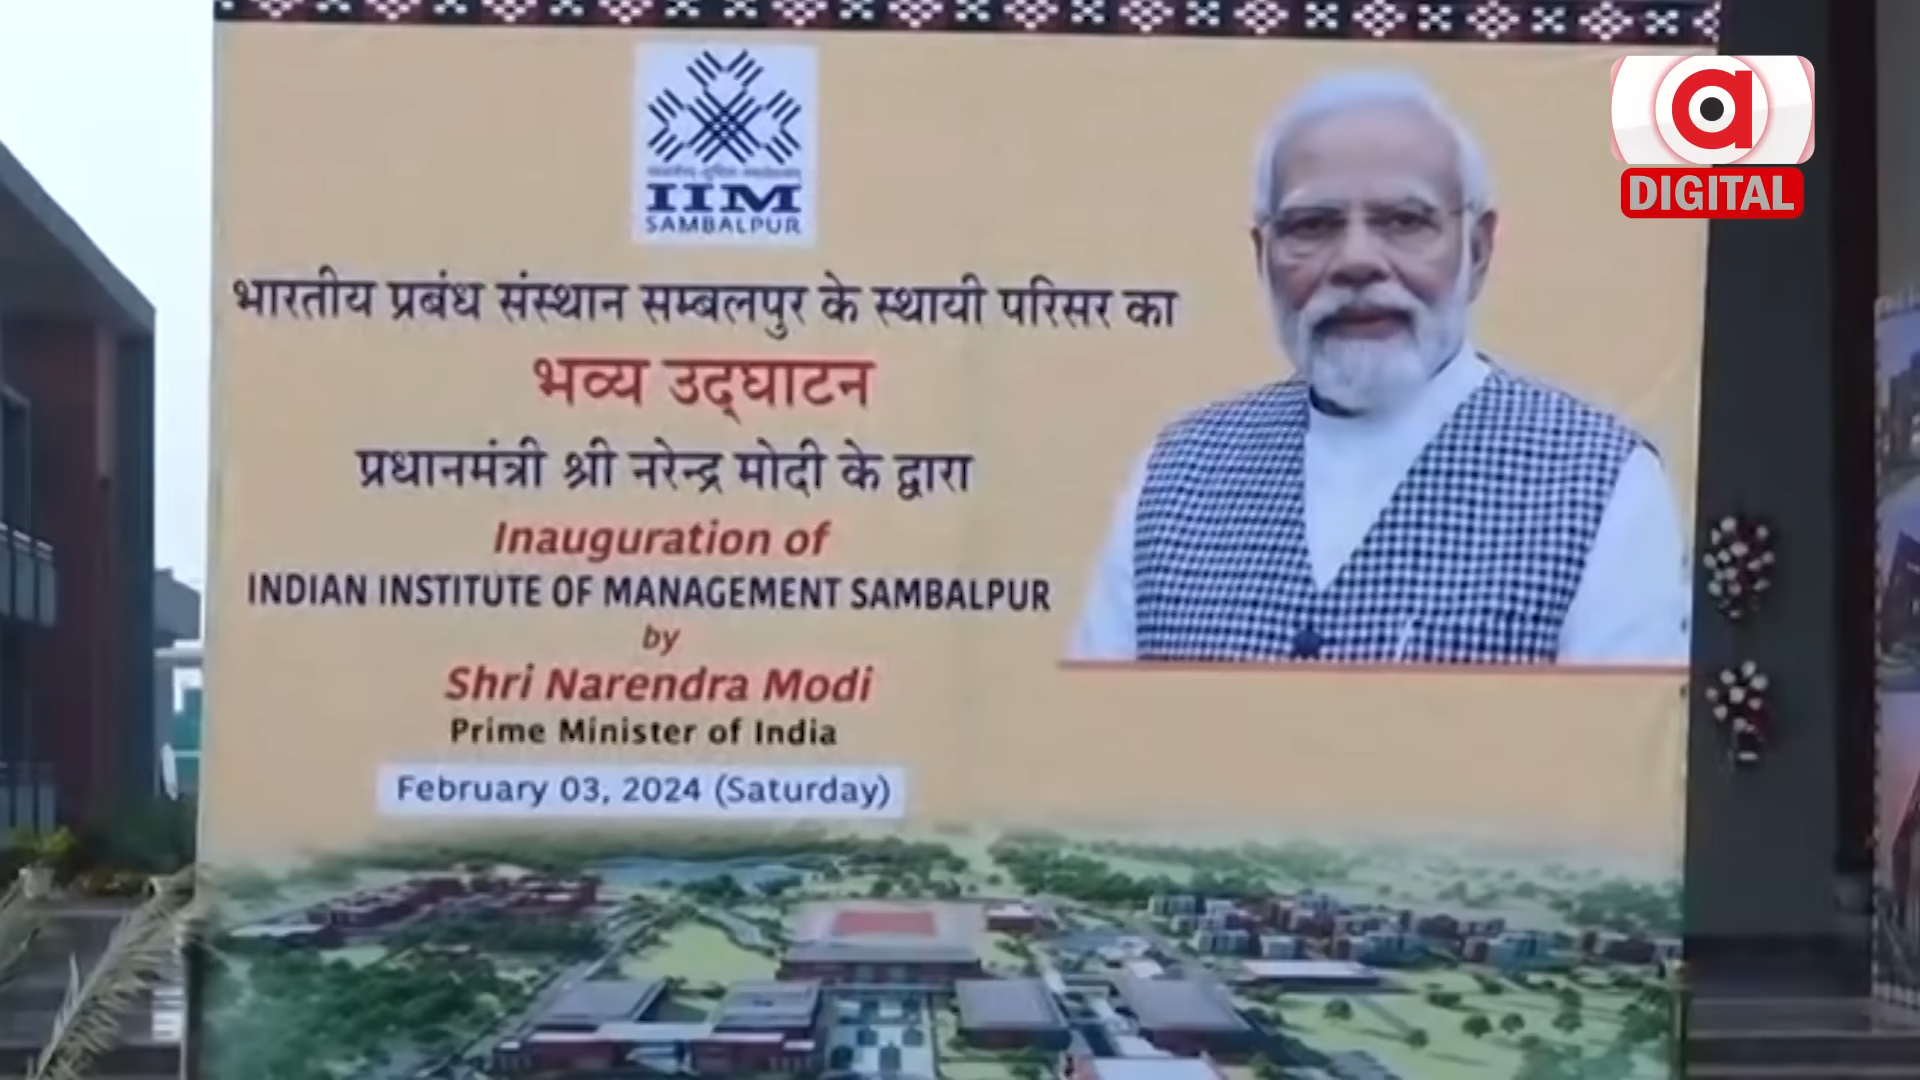 IIM
SAMBALPUR
भारतीय प्रबंध संस्थान सम्बलपुर के स्थायी परिसर का
भव्य उद्घाटन
प्रधानमंत्री श्री नरेन्द्र मोदी के द्वारा
Inauguration of
INDIAN INSTITUTE OF MANAGEMENT SAMBALPUR
by
Shri Narendra Modi
Prime Minister of India
February 03, 2024 (Saturday)
a
DIGITAL